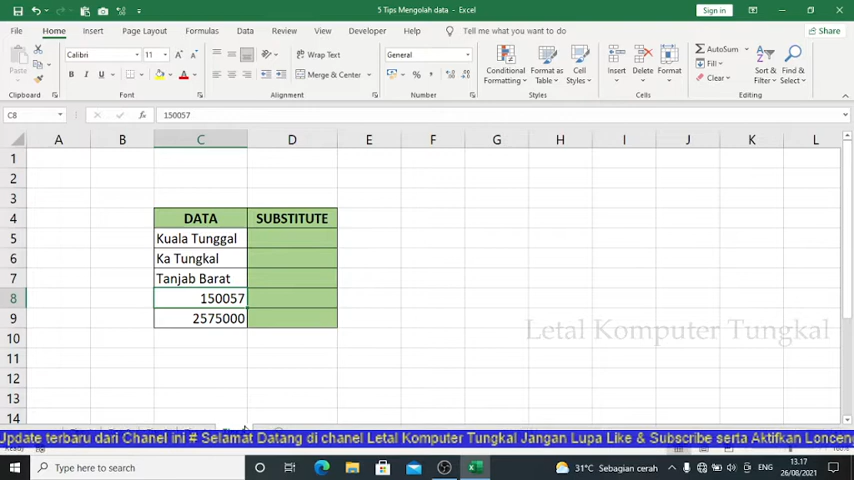 5 Tips Mengolah data - Excel
Sign in
File Home Insert Page Layout Formulas Data Review View Developer Help Tell me what you want to do Share
Calibri 11 Wrap Text General AutoSum
Paste B I U Merge & Center Conditional Formatting Format as Table Cell Styles Insert Delete Format Fill Clear Sort & Filter Find & Select
Clipboard Font Alignment Number Styles Cells Editing
C8 fx 150057
A B C D E F G H I J K L
1
2
3
4 DATA SUBSTITUTE
5 Kuala Tunggal
6 Ka Tungkal
7 Tanjab Barat
8 150057
9 2575000
Letal Komputer Tungkal
10
11
12
13
14
Update terbaru dari Chanel ini # Selamat Datang di chanel Letal Komputer Tungkal Jangan Lupa Like & Subscribe serta Aktifkan Lonceng
Type here to search
31°C Sebagian cerah ENG 13.17
26/08/2021